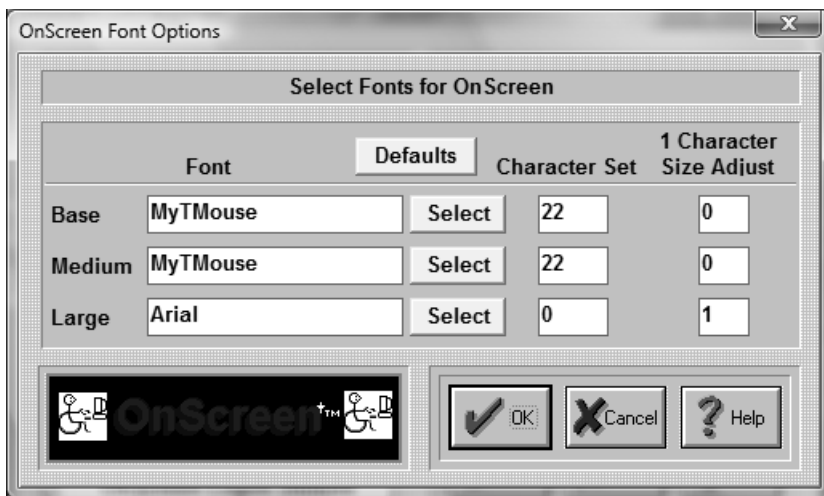 OnScreen Font Options
X
Select Fonts for OnScreen
Font Defaults Character Set 1 Character Size Adjust
Base MyTMouse Select 22 0
Medium MyTMouse Select 22 0
Large Arial Select 0 1
OnScreen+™ OK Cancel Help